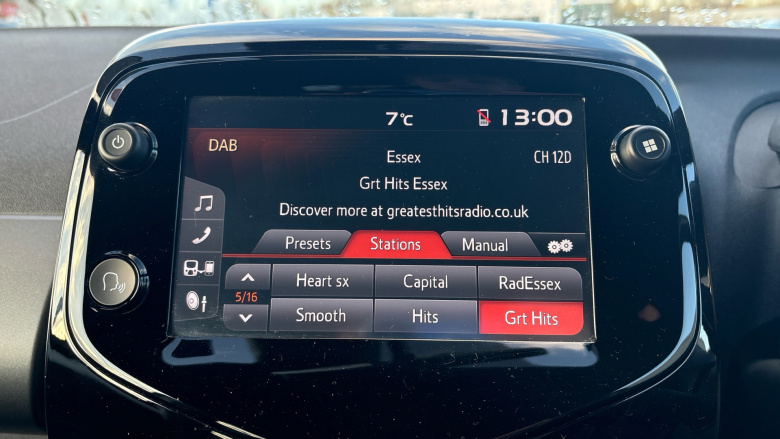 7°C 13:00
DAB
Essex CH 12D
Grt Hits Essex
Discover more at greatesthitsradio.co.uk
Presets Stations Manual
Heart sx Capital RadEssex
5/16
Smooth Hits Grt Hits